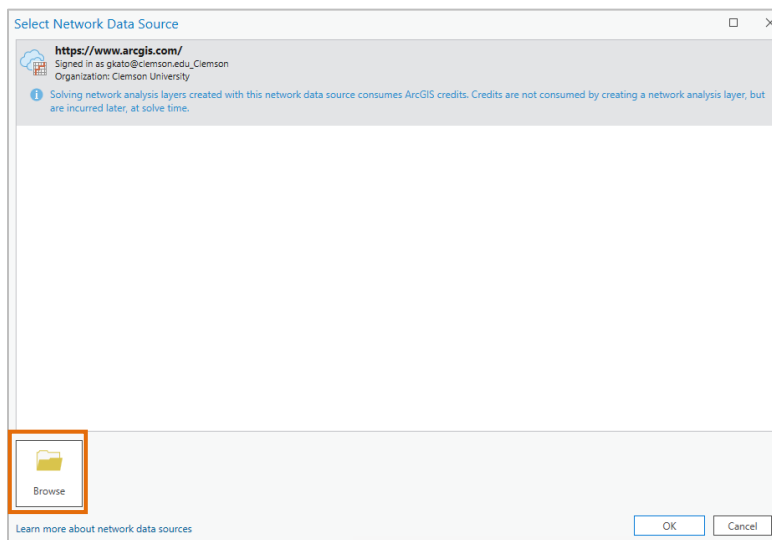 Select Network Data Source
https://www.arcgis.com/
Signed in as gkato@clemson.edu_Clemson
Organization: Clemson University
Solving network analysis layers created with this network data source consumes ArcGIS credits. Credits are not consumed by creating a network analysis layer, but
are incurred later, at solve time.
Browse
Learn more about network data sources
OK
Cancel